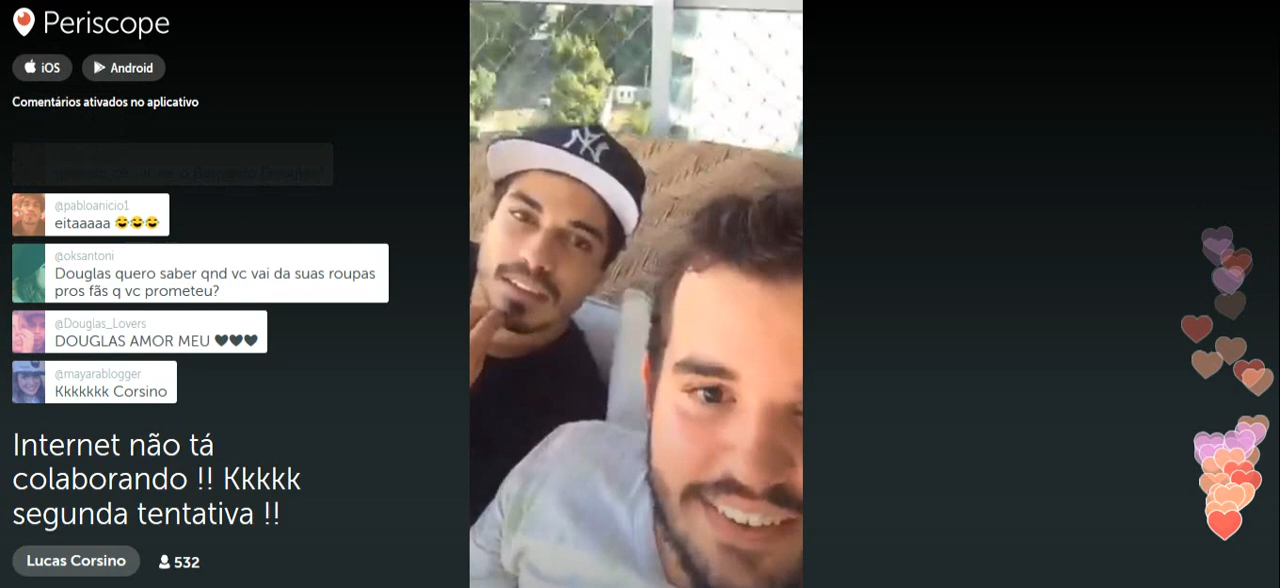 Periscope
iOS
Android
Comentários ativados no aplicativo
@pabloanicio1
eitaaaaa 😂😂😂
@oksantoni
Douglas quero saber qnd vc vai da suas roupas
pros fãs q vc prometeu?
@Douglas_Lovers
DOUGLAS AMOR MEU ♥♥♥
@mayarablogger
Kkkkkkk Corsino
Internet não tá
colaborando !! Kkkkk
segunda tentativa !!
Lucas Corsino
532
NY